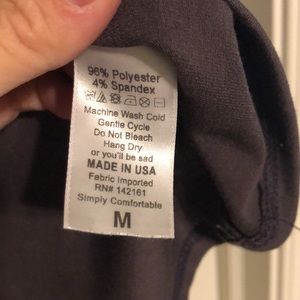 96% Polyester
4% Spandex
Machine Wash Cold
Gentle Cycle
Do Not Bleach
Hang Dry
or you'll be sad
MADE IN USA
Fabric Imported
RN# 142161
Simply Comfortable
M